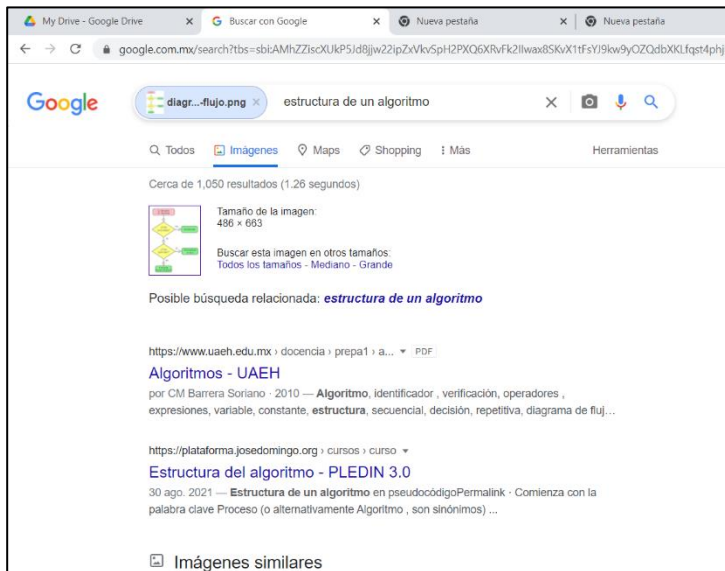 My Drive - Google Drive
Buscar con Google
Nueva pestaña
Nueva pestaña
google.com.mx/search?tbs=sbi:AMhZZiscXUkP5Jd8jjw22ipZxVkvSpH2PXQ6XRvFk2IIwax8SKvX1tFsYJ9kw9yOZQdbXKLfqst4phj
Google
diagr...-flujo.png
estructura de un algoritmo
Todos
Imágenes
Maps
Shopping
Más
Herramientas
Cerca de 1,050 resultados (1.26 segundos)
Tamaño de la imagen:
486 × 663
Buscar esta imagen en otros tamaños:
Todos los tamaños - Mediano - Grande
Posible búsqueda relacionada: estructura de un algoritmo
https://www.uaeh.edu.mx › docencia › prepa1 › a... PDF
Algoritmos - UAEH
por CM Barrera Soriano · 2010 — Algoritmo, identificador , verificación, operadores ,
expresiones, variable, constante, estructura, secuencial, decisión, repetitiva, diagrama de fluj…
https://plataforma.josedomingo.org › cursos › curso
Estructura del algoritmo - PLEDIN 3.0
30 ago. 2021 — Estructura de un algoritmo en pseudocódigoPermalink · Comienza con la
palabra clave Proceso (o alternativamente Algoritmo , son sinónimos) ...
Imágenes similares